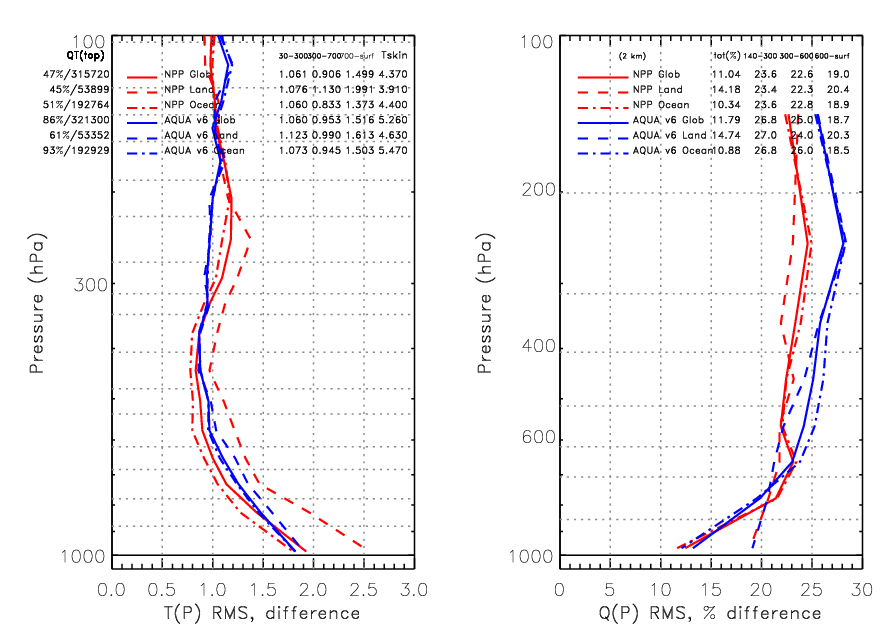 QT(top) 30-300 300-700 700-surf Tskin
47%/315720 NPP Glob 1.061 0.906 1.499 4.370
45%/53899 NPP Land 1.076 1.130 1.991 3.910
51%/192764 NPP Ocean 1.060 0.833 1.373 4.400
86%/321300 AQUA v6 Glob 1.060 0.953 1.516 5.260
61%/53352 AQUA v6 Land 1.123 0.990 1.613 4.630
93%/192929 AQUA v6 Ocean 1.073 0.945 1.503 5.470
100
300
1000
Pressure (hPa)
0.0 0.5 1.0 1.5 2.0 2.5 3.0
T(P) RMS, difference
(2 km) tot(%) 140-300 300-600 600-surf
NPP Glob 11.04 23.6 22.6 19.0
NPP Land 14.18 23.4 22.3 20.4
NPP Ocean 10.34 23.6 22.8 18.9
AQUA v6 Glob 11.79 26.8 25.0 18.7
AQUA v6 Land 14.74 27.0 24.0 20.3
AQUA v6 Ocean 10.88 26.8 26.0 18.5
100
200
400
600
1000
Pressure (hPa)
0 5 10 15 20 25 30
Q(P) RMS, % difference